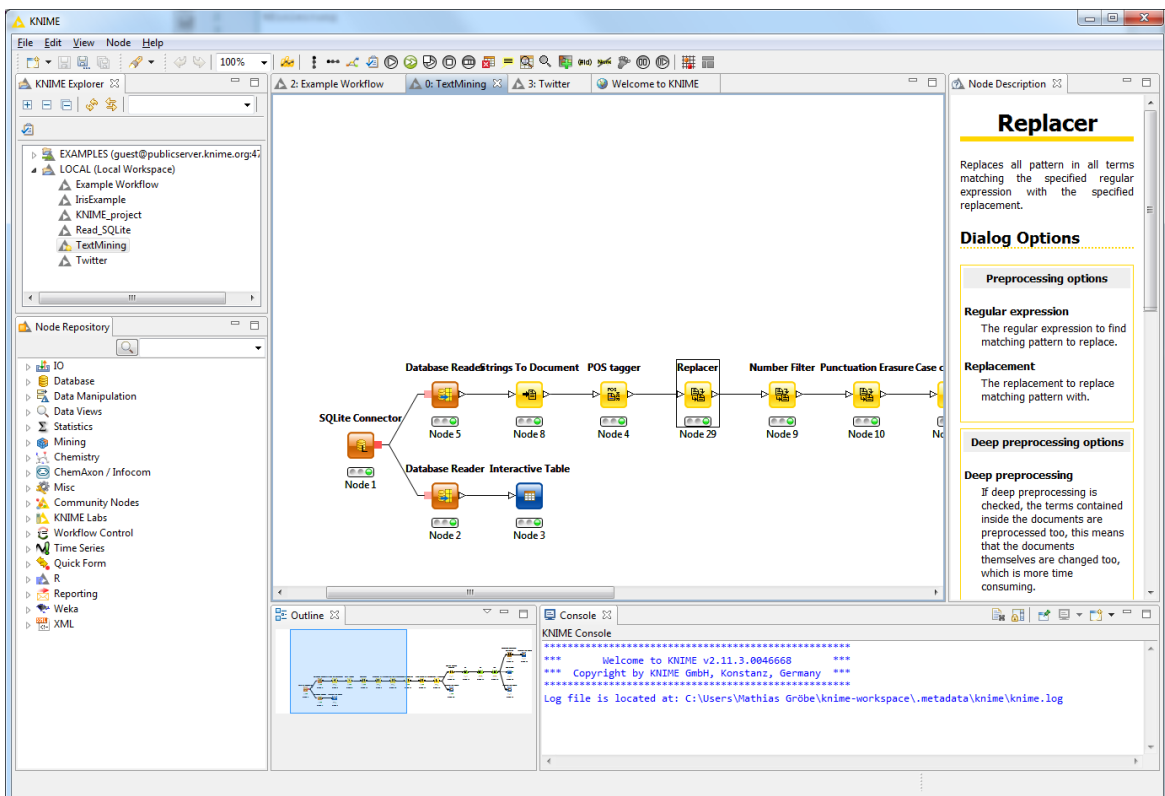 KNIME
File Edit View Node Help
100%
KNIME Explorer
EXAMPLES (guest@publicserver.knime.org:47
LOCAL (Local Workspace)
Example Workflow
IrisExample
KNIME_project
Read_SQLite
TextMining
Twitter
Node Repository
IO
Database
Data Manipulation
Data Views
Statistics
Mining
Chemistry
ChemAxon / Infocom
Misc
Community Nodes
KNIME Labs
Workflow Control
Time Series
Quick Form
R
Reporting
Weka
XML
2: Example Workflow
0: TextMining
3: Twitter
Welcome to KNIME
Database Reader
Strings To Document
POS tagger
Replacer
Number Filter
Punctuation Erasure
Case c
Node 5
Node 8
Node 4
Node 29
Node 9
Node 10
SQLite Connector
Node 1
Database Reader
Interactive Table
Node 2
Node 3
Node Description
Replacer
Replaces all pattern in all terms
matching the specified regular
expression with the specified
replacement.
Dialog Options
Preprocessing options
Regular expression
The regular expression to find
matching pattern to replace.
Replacement
The replacement to replace
matching pattern with.
Deep preprocessing options
Deep preprocessing
If deep preprocessing is
checked, the terms contained
inside the documents are
preprocessed too, this means
that the documents
themselves are changed too,
which is more time
consuming.
Outline
Console
KNIME Console
***************************************************
*** Welcome to KNIME v2.11.3.0046668 ***
*** Copyright by KNIME GmbH, Konstanz, Germany ***
***************************************************
Log file is located at: C:\Users\Mathias Gröbe\knime-workspace\.metadata\knime\knime.log